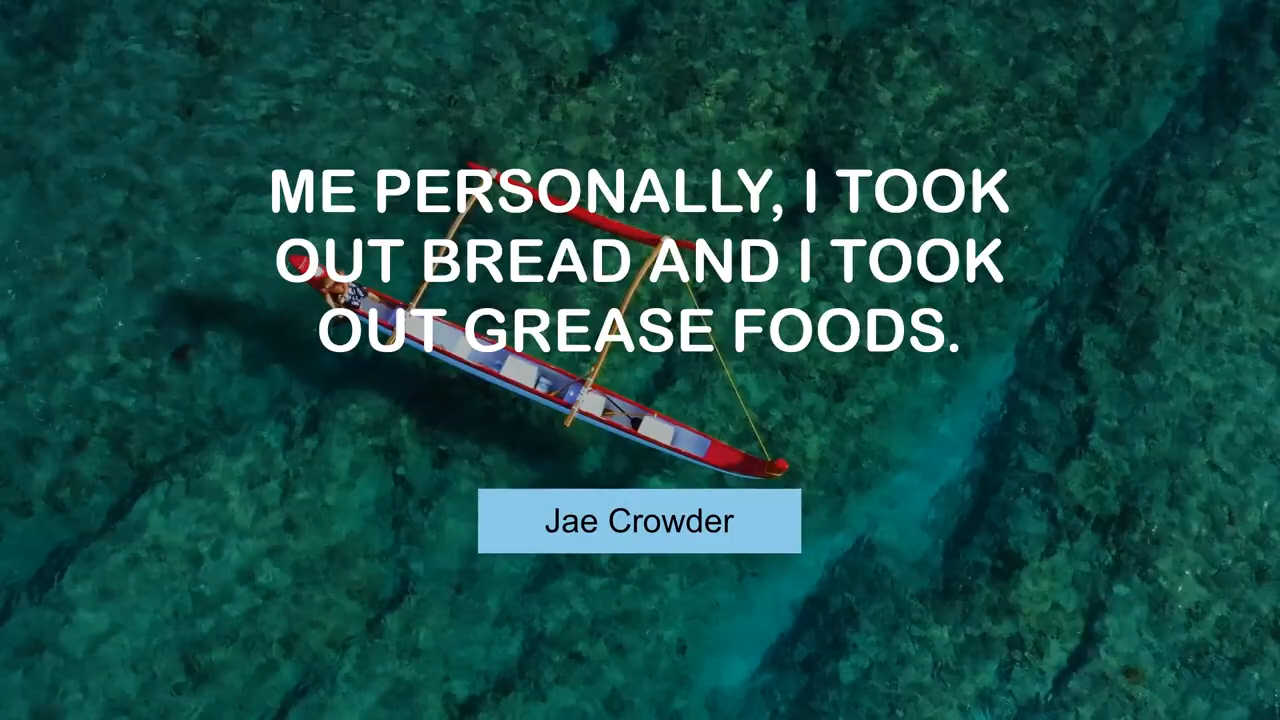 ME PERSONALLY, I TOOK
OUT BREAD AND I TOOK
OUT GREASE FOODS.
Jae Crowder